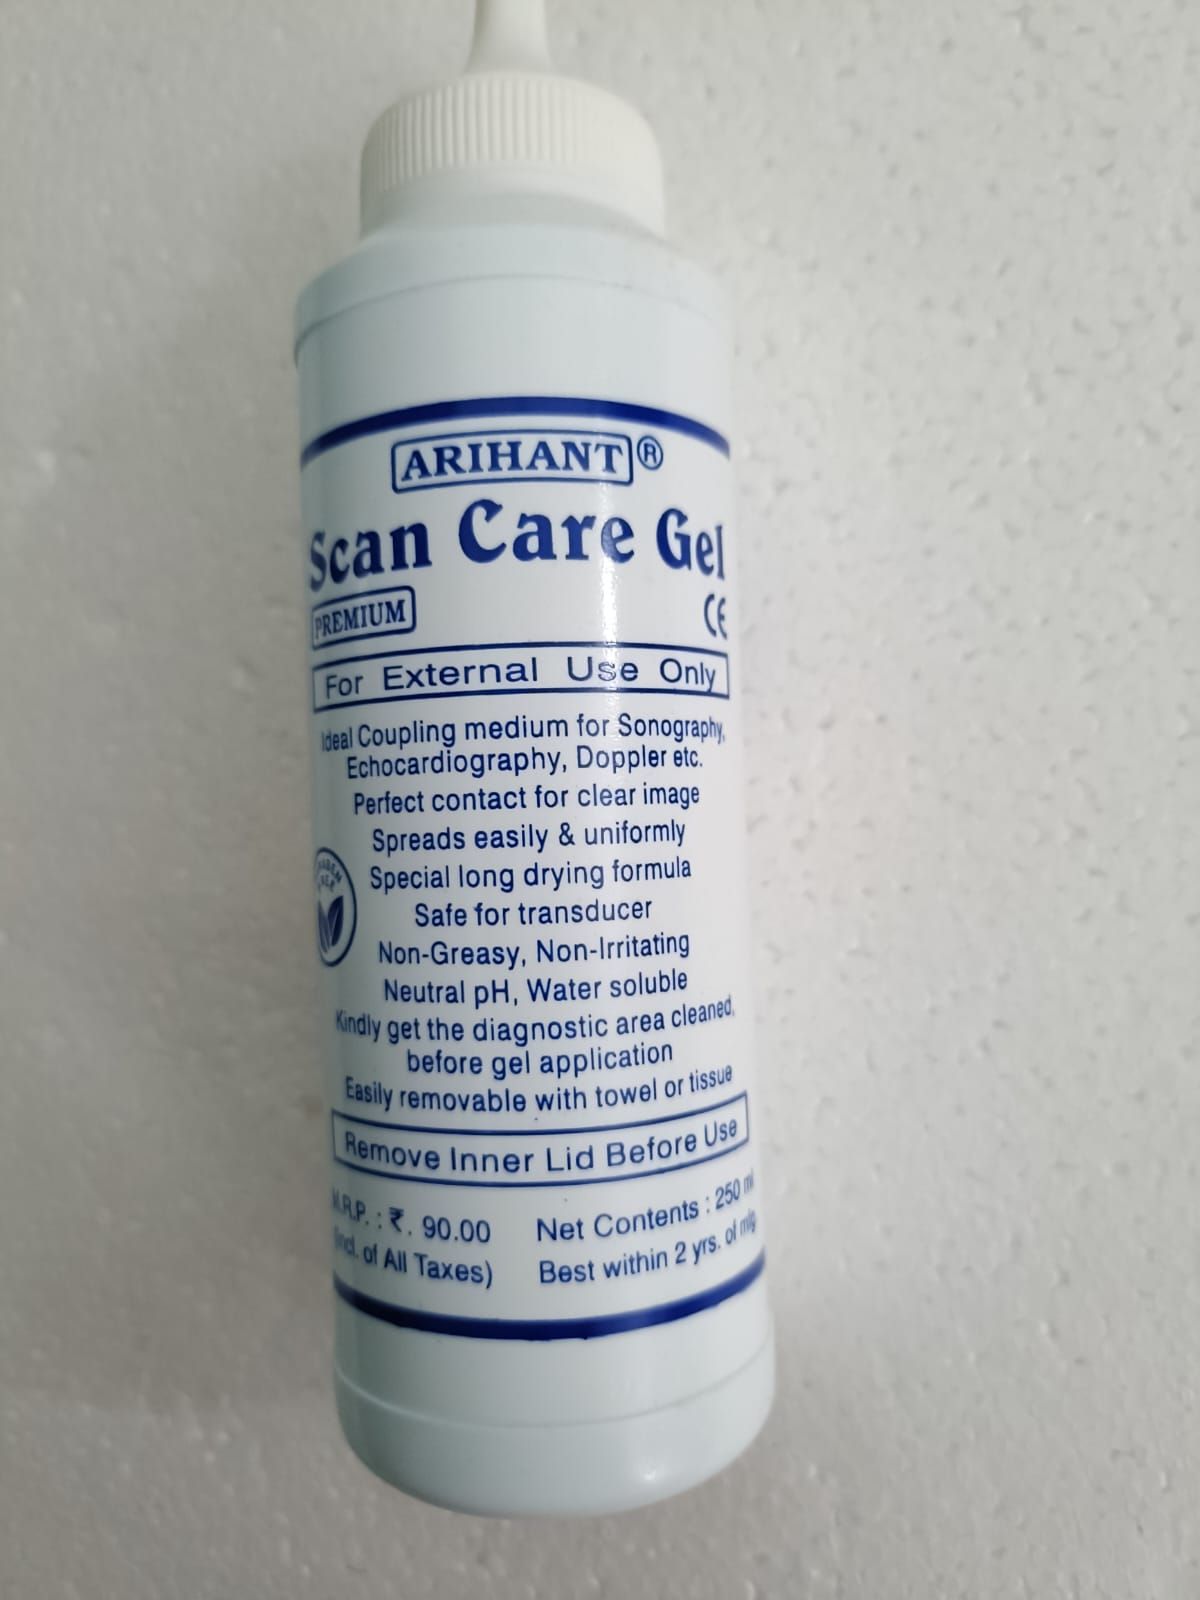 ARIHANT®
Scan Care Gel
PREMIUM CE
For External Use Only
Ideal Coupling medium for Sonography,
Echocardiography, Doppler etc.
Perfect contact for clear image
Spreads easily & uniformly
Special long drying formula
Safe for transducer
Non-Greasy, Non-Irritating
Neutral pH, Water soluble
Kindly get the diagnostic area cleaned,
before gel application
Easily removable with towel or tissue
Remove Inner Lid Before Use
M.R.P. : ₹. 90.00 Net Contents : 250 ml
(incl. of All Taxes) Best within 2 yrs. of mfg
FREE